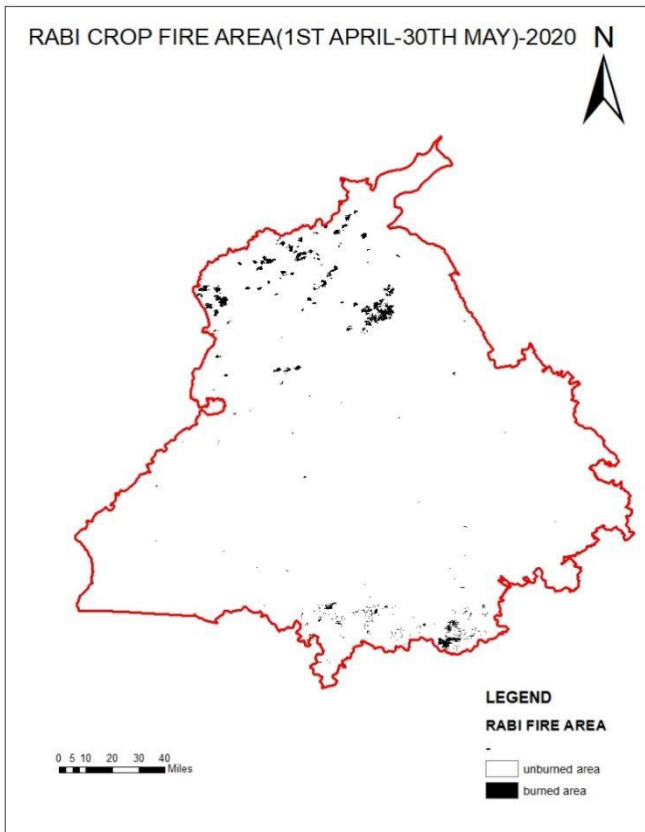 RABI CROP FIRE AREA(1ST APRIL-30TH MAY)-2020
N
LEGEND
RABI FIRE AREA
-
unburned area
burned area
0 5 10 20 30 40
Miles